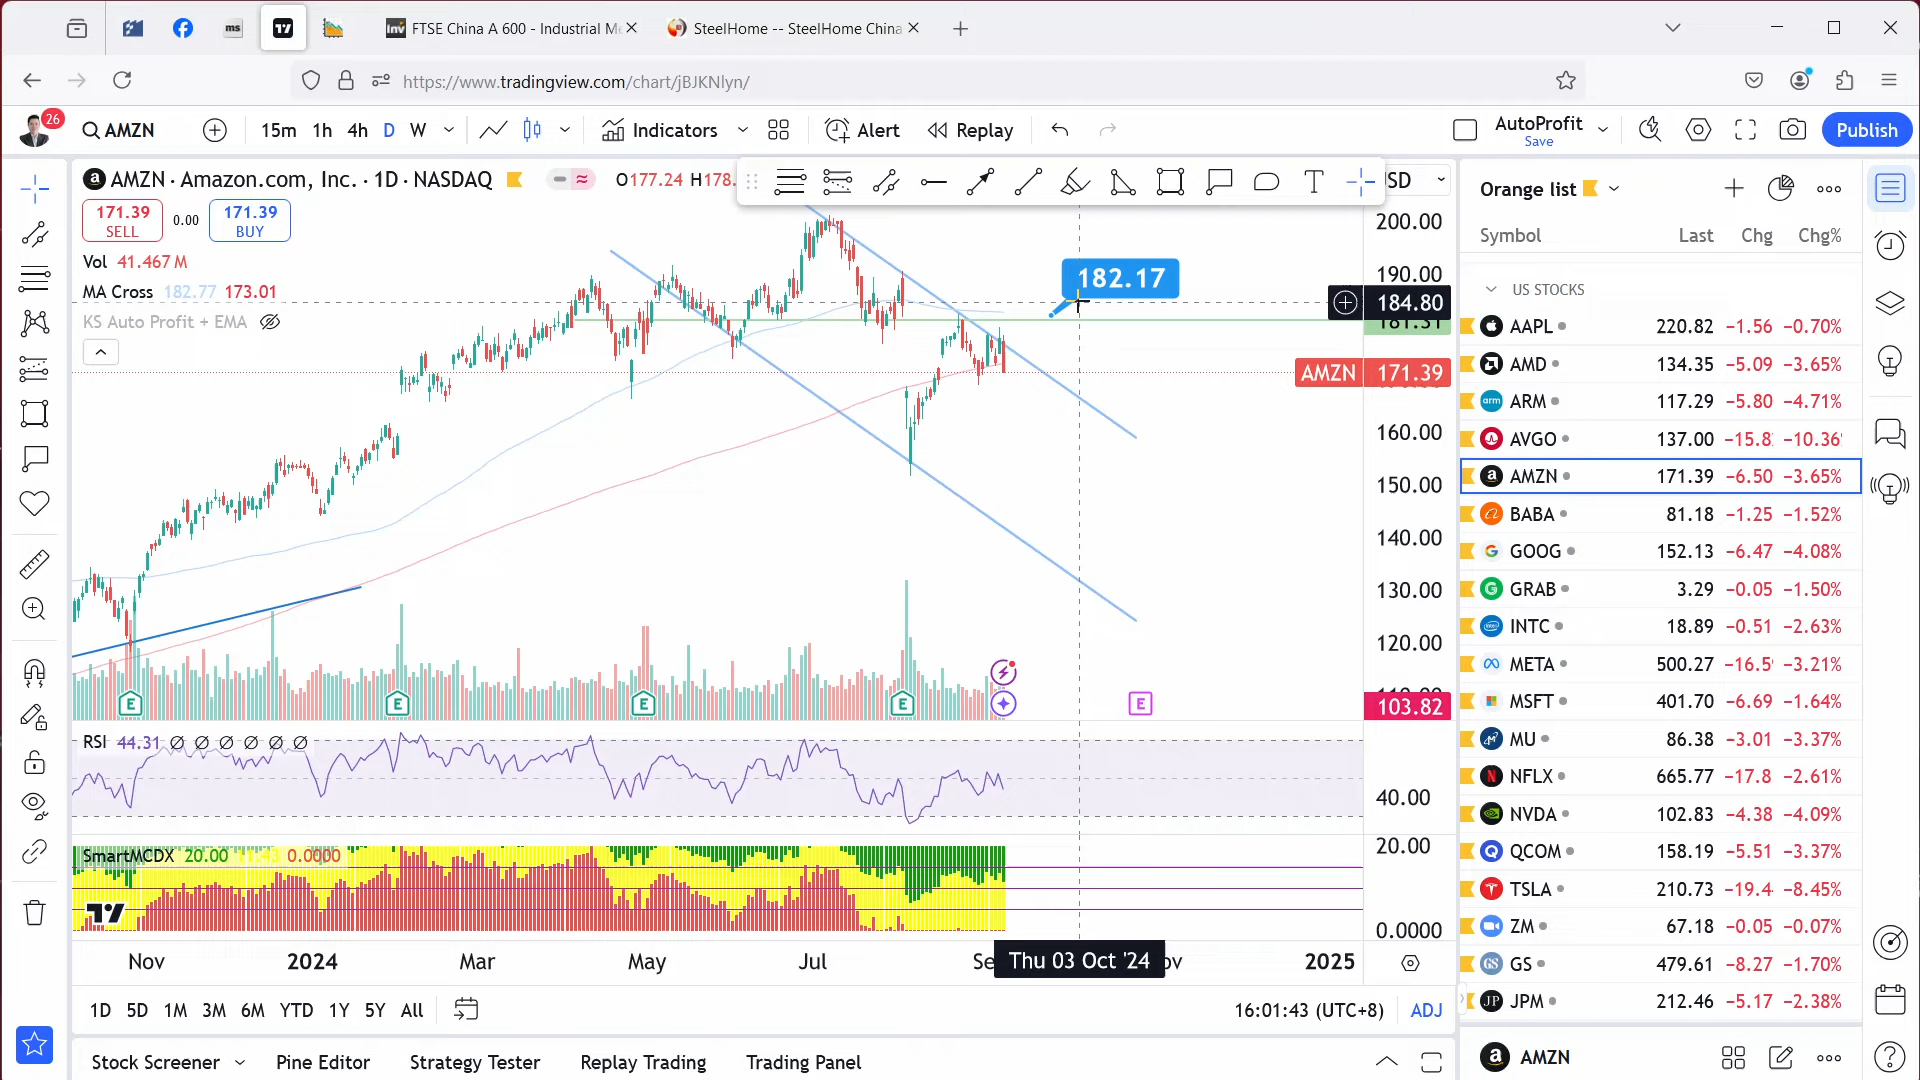 ms
inv FTSE China A 600 - Industrial Me
SteelHome -- SteelHome China
https://www.tradingview.com/chart/jBJKNlyn/
26
AMZN
15m 1h 4h D W
Indicators
Alert
Replay
AutoProfit
Save
Publish
AMZN · Amazon.com, Inc. · 1D · NASDAQ
O177.24 H178.
SD
171.39
SELL
0.00
171.39
BUY
Vol 41.467 M
MA Cross 182.77 173.01
KS Auto Profit + EMA
182.17
200.00
190.00
184.80
181.51
AMZN 171.39
160.00
150.00
140.00
130.00
120.00
103.82
E E E E E
RSI 44.31 Ø Ø Ø Ø Ø Ø
40.00
SmartMCDX 20.00 0.0000
20.00
0.0000
Nov 2024 Mar May Jul Se Thu 03 Oct '24 ov 2025
1D 5D 1M 3M 6M YTD 1Y 5Y All
16:01:43 (UTC+8) ADJ
Stock Screener Pine Editor Strategy Tester Replay Trading Trading Panel
Orange list
Symbol Last Chg Chg%
US STOCKS
AAPL 220.82 −1.56 −0.70%
AMD 134.35 −5.09 −3.65%
arm ARM 117.29 −5.80 −4.71%
AVGO 137.00 −15.8 −10.36
AMZN 171.39 −6.50 −3.65%
BABA 81.18 −1.25 −1.52%
GOOG 152.13 −6.47 −4.08%
GRAB 3.29 −0.05 −1.50%
intel INTC 18.89 −0.51 −2.63%
META 500.27 −16.5 −3.21%
MSFT 401.70 −6.69 −1.64%
MU 86.38 −3.01 −3.37%
NFLX 665.77 −17.8 −2.61%
NVDA 102.83 −4.38 −4.09%
QCOM 158.19 −5.51 −3.37%
TSLA 210.73 −19.4 −8.45%
ZM 67.18 −0.05 −0.07%
GS GS 479.61 −8.27 −1.70%
JP JPM 212.46 −5.17 −2.38%
AMZN